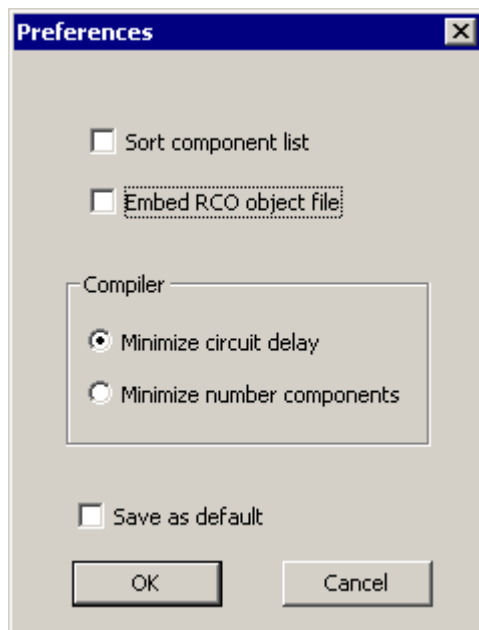 Preferences
Sort component list
Embed RCO object file
Compiler
Minimize circuit delay
Minimize number components
Save as default
OK
Cancel